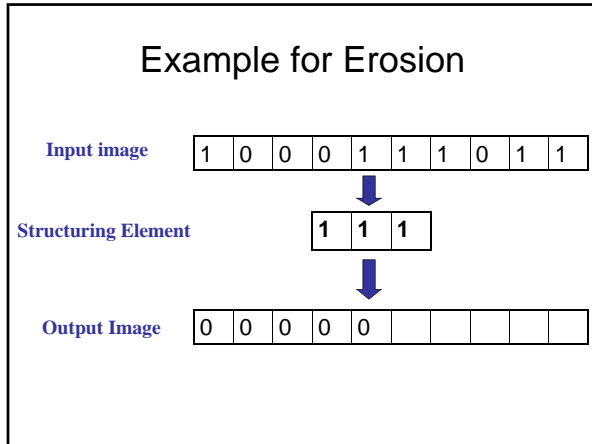 Example for Erosion
Input image 1 0 0 0 1 1 1 0 1 1
Structuring Element 1 1 1
Output Image 0 0 0 0 0